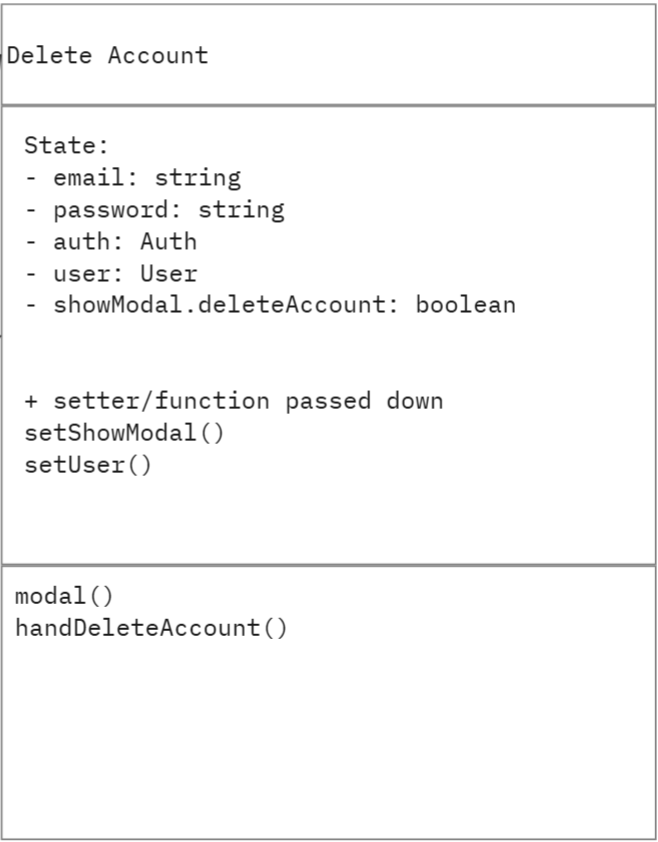 Delete Account
State:
- email: string
- password: string
- auth: Auth
- user: User
- showModal.deleteAccount: boolean
+ setter/function passed down
setShowModal()
setUser()
modal()
handDeleteAccount()